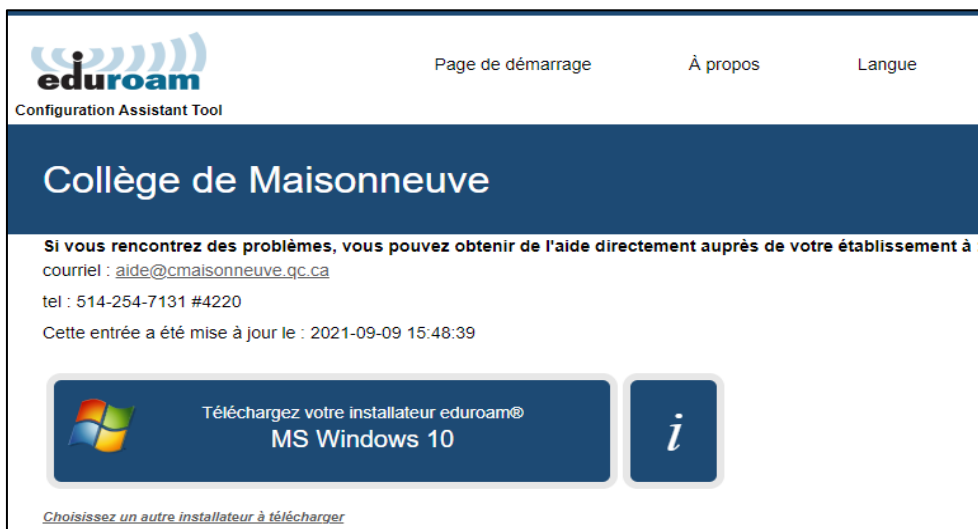 eduroam
Configuration Assistant Tool
Page de démarrage À propos Langue
Collège de Maisonneuve
Si vous rencontrez des problèmes, vous pouvez obtenir de l'aide directement auprès de votre établissement à
courriel : aide@cmaisonneuve.qc.ca
tel : 514-254-7131 #4220
Cette entrée a été mise à jour le : 2021-09-09 15:48:39
Téléchargez votre installateur eduroam®
MS Windows 10
i
Choisissez un autre installateur à télécharger